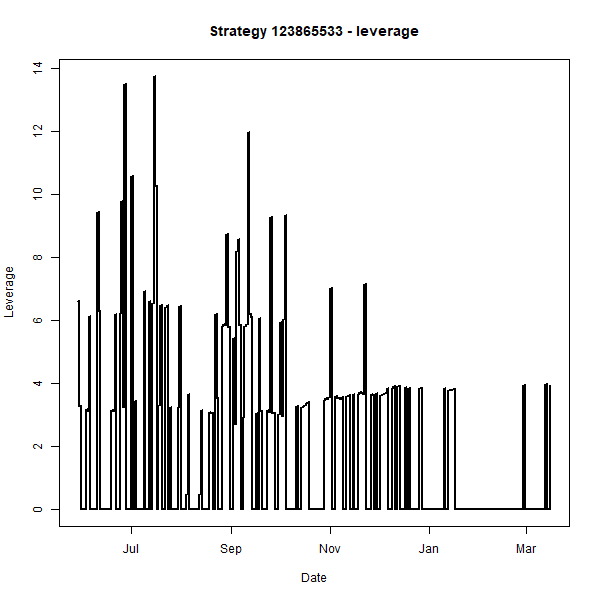 Strategy 123865533 - leverage
14
12
10
8
6
4
2
0
Leverage
Jul
Sep
Nov
Jan
Mar
Date